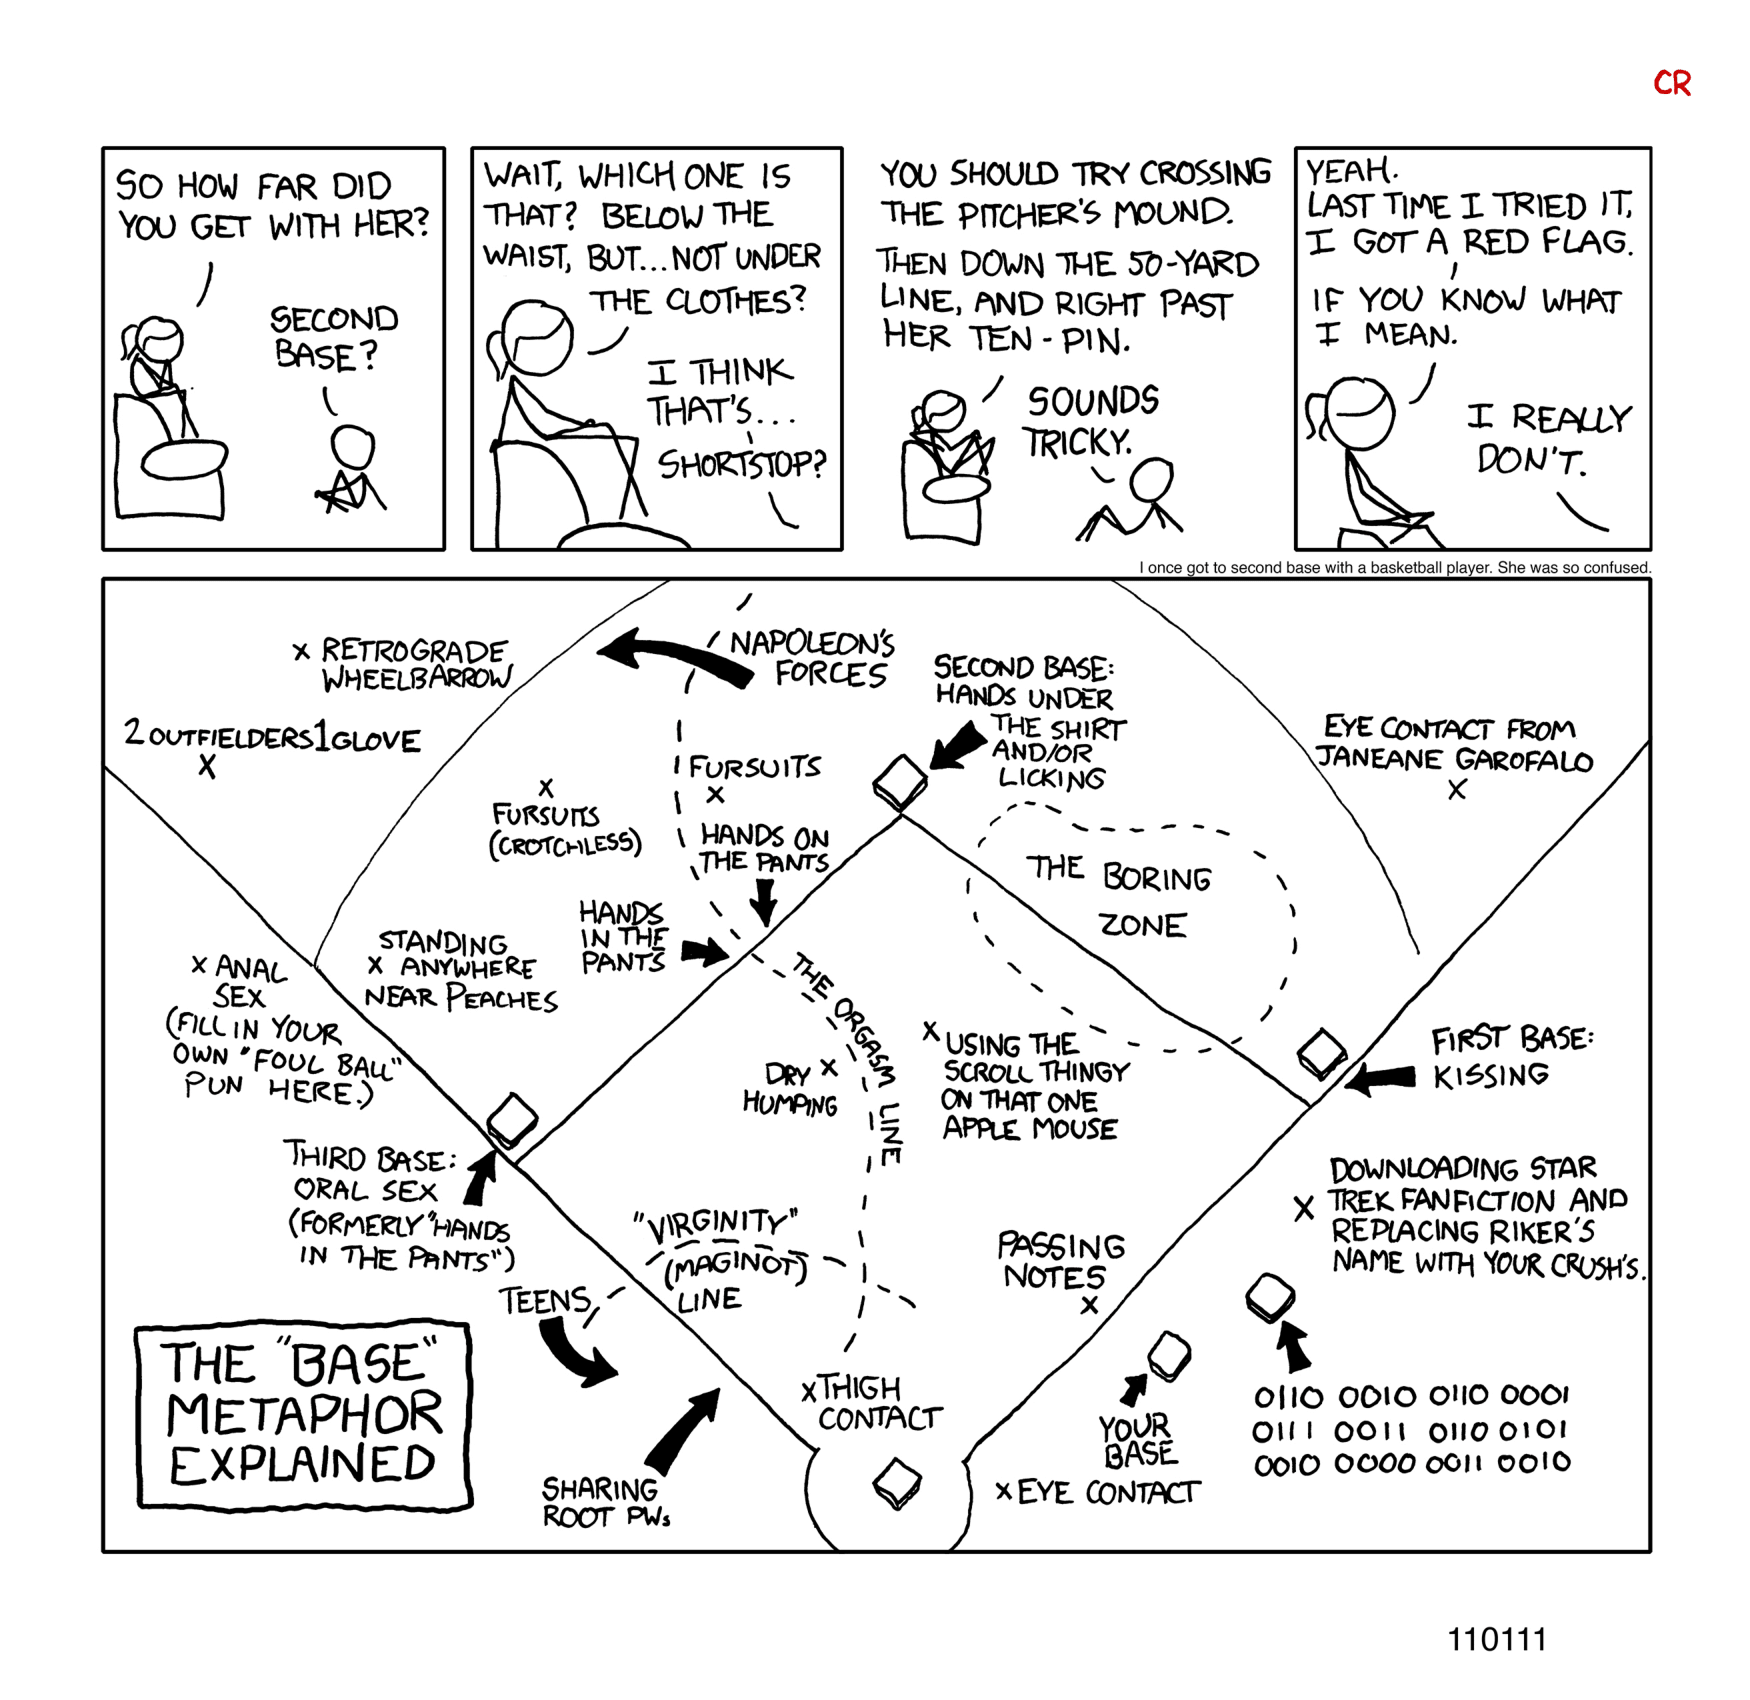 CR
SO HOW FAR DID
YOU GET WITH HER?
SECOND
BASE?
WAIT, WHICH ONE IS
THAT? BELOW THE
WAIST, BUT...NOT UNDER
THE CLOTHES?
I THINK
THAT'S...
SHORTSTOP?
YOU SHOULD TRY CROSSING
THE PITCHER'S MOUND.
THEN DOWN THE 50-YARD
LINE, AND RIGHT PAST
HER TEN-PIN.
SOUNDS
TRICKY.
YEAH.
LAST TIME I TRIED IT,
I GOT A RED FLAG.
IF YOU KNOW WHAT
I MEAN.
I REALLY
DON'T.
I once got to second base with a basketball player. She was so confused.
x RETROGRADE
WHEELBARROW
NAPOLEON'S
FORCES
SECOND BASE:
HANDS UNDER
THE SHIRT
AND/OR
LICKING
2 OUTFIELDERS 1 GLOVE
x
EYE CONTACT FROM
JANEANE GAROFALO
x
FURSUITS
x
x
FURSUITS
(CROTCHLESS)
HANDS ON
THE PANTS
THE BORING
ZONE
HANDS
IN THE
PANTS
STANDING
x ANYWHERE
NEAR PEACHES
x ANAL
SEX
(FILL IN YOUR
OWN "FOUL BALL"
PUN HERE.)
THE ORGASM LINE
DRY x
HUMPING
x USING THE
SCROLL THINGY
ON THAT ONE
APPLE MOUSE
FIRST BASE:
KISSING
THIRD BASE:
ORAL SEX
(FORMERLY "HANDS
IN THE PANTS")
"VIRGINITY"
(MAGINOT)
LINE
PASSING
NOTES
x
DOWNLOADING STAR
x TREK FANFICTION AND
REPLACING RIKER'S
NAME WITH YOUR CRUSH'S.
TEENS
THE "BASE"
METAPHOR
EXPLAINED
SHARING
ROOT PWs
x THIGH
CONTACT
YOUR
BASE
x EYE CONTACT
0110 0010 0110 0001
0111 0011 0110 0101
0010 0000 0011 0010
110111